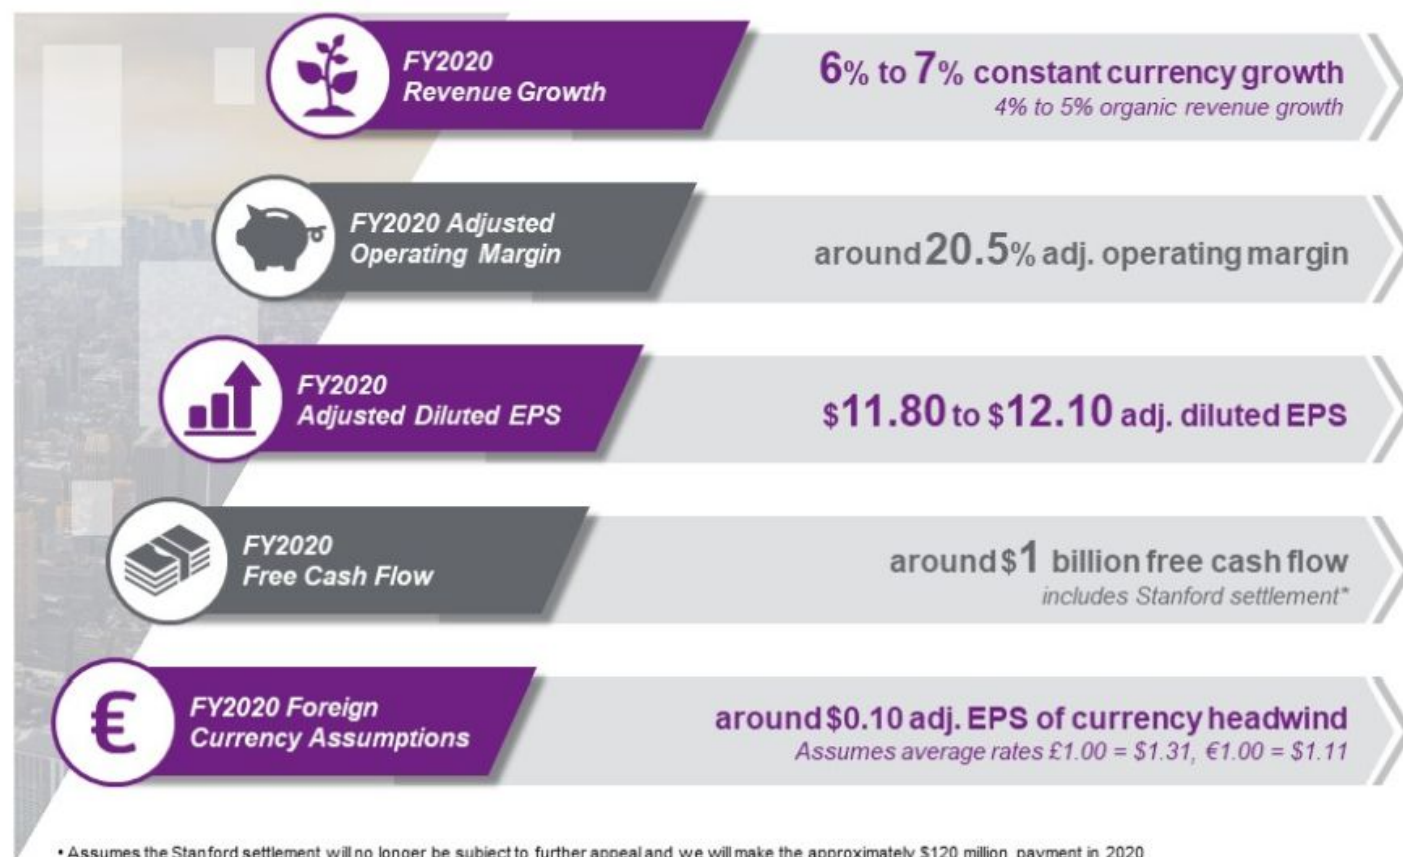 FY2020
Revenue Growth
6% to 7% constant currency growth
4% to 5% organic revenue growth
FY2020 Adjusted
Operating Margin
around 20.5% adj. operating margin
FY2020
Adjusted Diluted EPS
$11.80 to $12.10 adj. diluted EPS
FY2020
Free Cash Flow
around $1 billion free cash flow
includes Stanford settlement*
€
FY2020 Foreign
Currency Assumptions
around $0.10 adj. EPS of currency headwind
Assumes average rates £1.00 = $1.31, €1.00 = $1.11
• Assumes the Stanford settlement will no longer be subject to further appeal and we will make the approximately $120 million payment in 2020